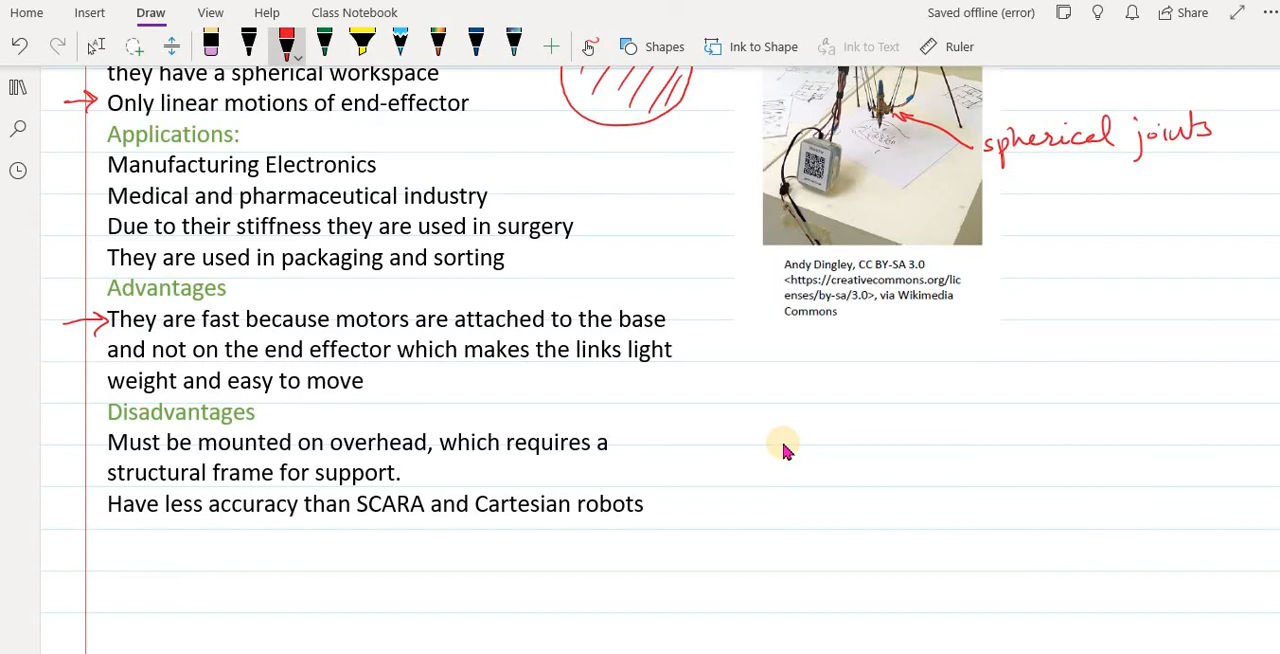 Home Insert Draw View Help Class Notebook Saved offline (error) Share
Shapes Ink to Shape Ink to Text Ruler
they have a spherical workspace
Only linear motions of end-effector
Applications:
Manufacturing Electronics
Medical and pharmaceutical industry
Due to their stiffness they are used in surgery
They are used in packaging and sorting
Advantages
They are fast because motors are attached to the base
and not on the end effector which makes the links light
weight and easy to move
Disadvantages
Must be mounted on overhead, which requires a
structural frame for support.
Have less accuracy than SCARA and Cartesian robots
spherical joints
Andy Dingley, CC BY-SA 3.0
<https://creativecommons.org/lic
enses/by-sa/3.0>, via Wikimedia
Commons